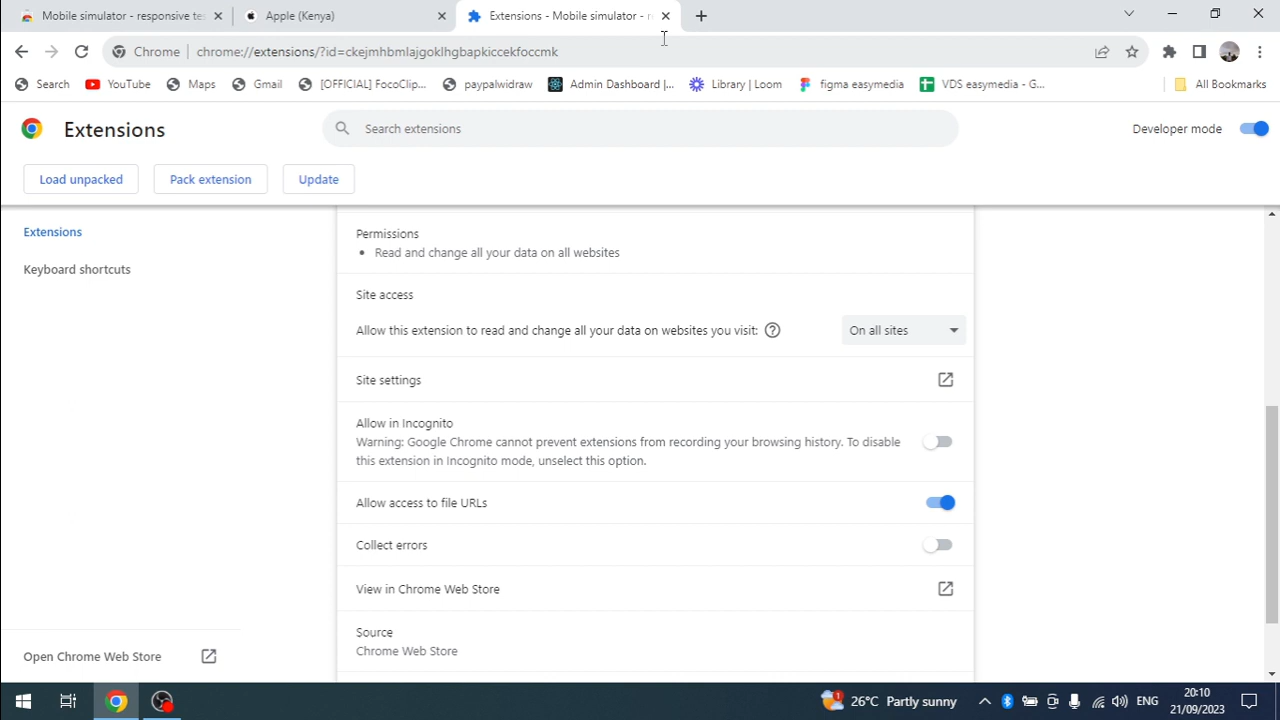 Mobile simulator - responsive te
Apple (Kenya)
Extensions - Mobile simulator - r
Chrome
chrome://extensions/?id=ckejmhbmlajgoklhgbapkiccekfoccmk
Search
YouTube
Maps
Gmail
[OFFICIAL] FocoClip...
paypalwidraw
Admin Dashboard |...
Library | Loom
figma easymedia
VDS easymedia - G...
All Bookmarks
Extensions
Search extensions
Developer mode
Load unpacked
Pack extension
Update
Extensions
Keyboard shortcuts
Open Chrome Web Store
Permissions
• Read and change all your data on all websites
Site access
Allow this extension to read and change all your data on websites you visit:
On all sites
Site settings
Allow in Incognito
Warning: Google Chrome cannot prevent extensions from recording your browsing history. To disable
this extension in Incognito mode, unselect this option.
Allow access to file URLs
Collect errors
View in Chrome Web Store
Source
Chrome Web Store
1
26°C Partly sunny
ENG
20:10
21/09/2023